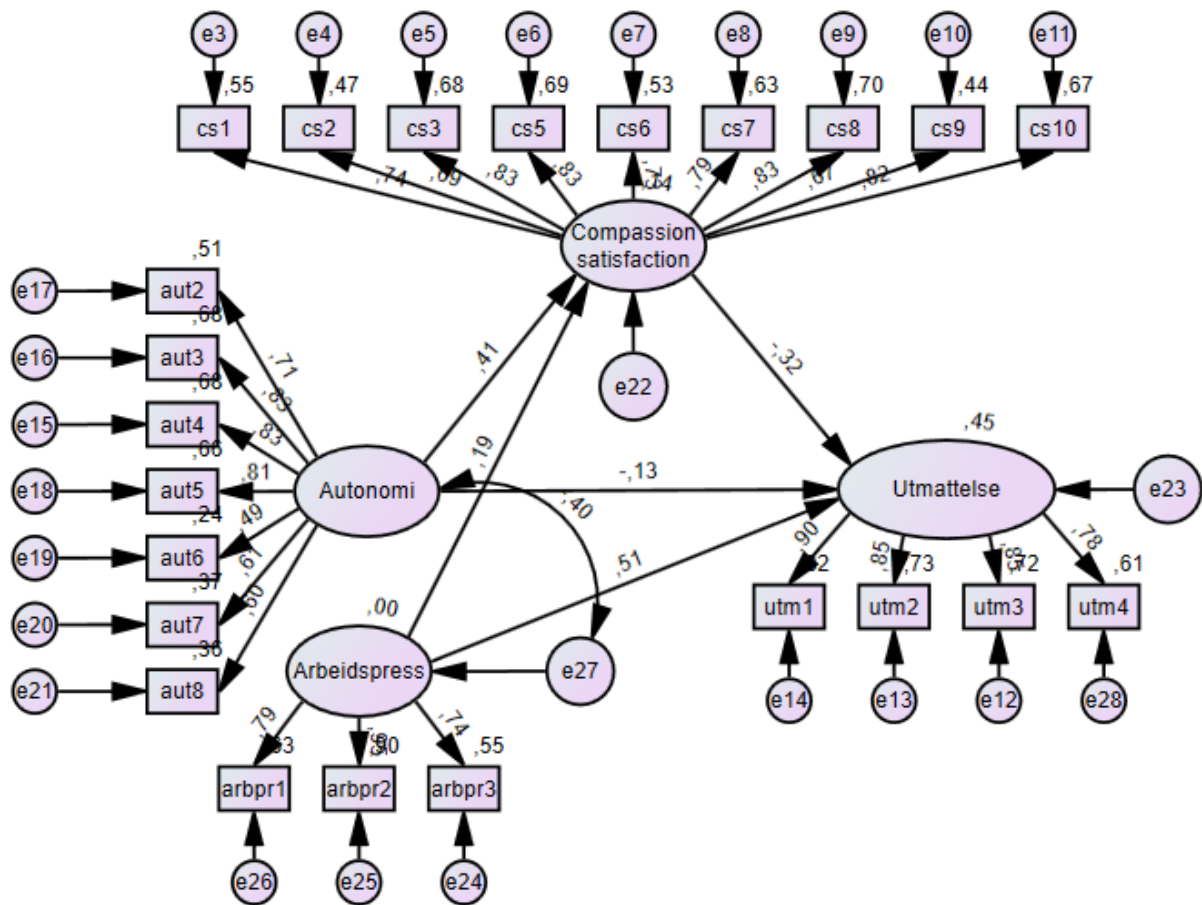 e3 e4 e5 e6 e7 e8 e9 e10 e11
,55 ,47 ,68 ,69 ,53 ,63 ,70 ,44 ,67
cs1 cs2 cs3 cs5 cs6 cs7 cs8 cs9 cs10
,74 ,69 ,83 ,83 ,79 ,83 ,67 ,82
Compassion
satisfaction
,51
e17 aut2
,68
e16 aut3
,68
e15 aut4
,66
e18 aut5
,24
e19 aut6
,37
e20 aut7
,36
e21 aut8
,71
,83
,83
,81
,49
,61
,60
Autonomi
,41
,19
e22
-,32
-,13
-,40
,51
,45
Utmattelse
e23
,90 ,85 ,78
,73 ,72 ,61
utm1 utm2 utm3 utm4
e14 e13 e12 e28
,00
Arbeidspress
e27
,79 ,74
,90 ,55
arbpr1 arbpr2 arbpr3
e26 e25 e24